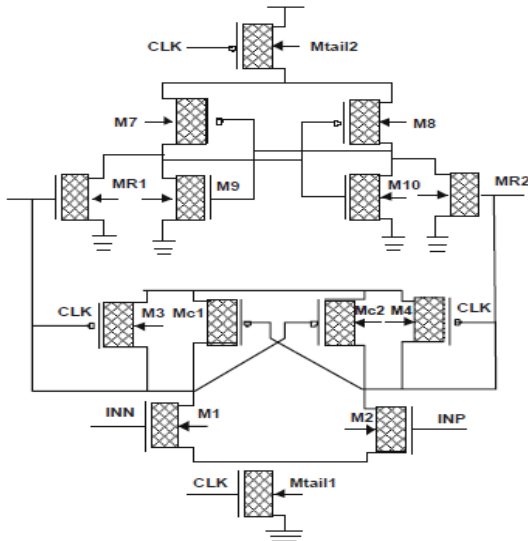 CLK Mtail2
M7 M8
MR1 M9 M10 MR2
CLK M3 Mc1 Mc2 M4 CLK
INN M1 M2 INP
CLK Mtail1